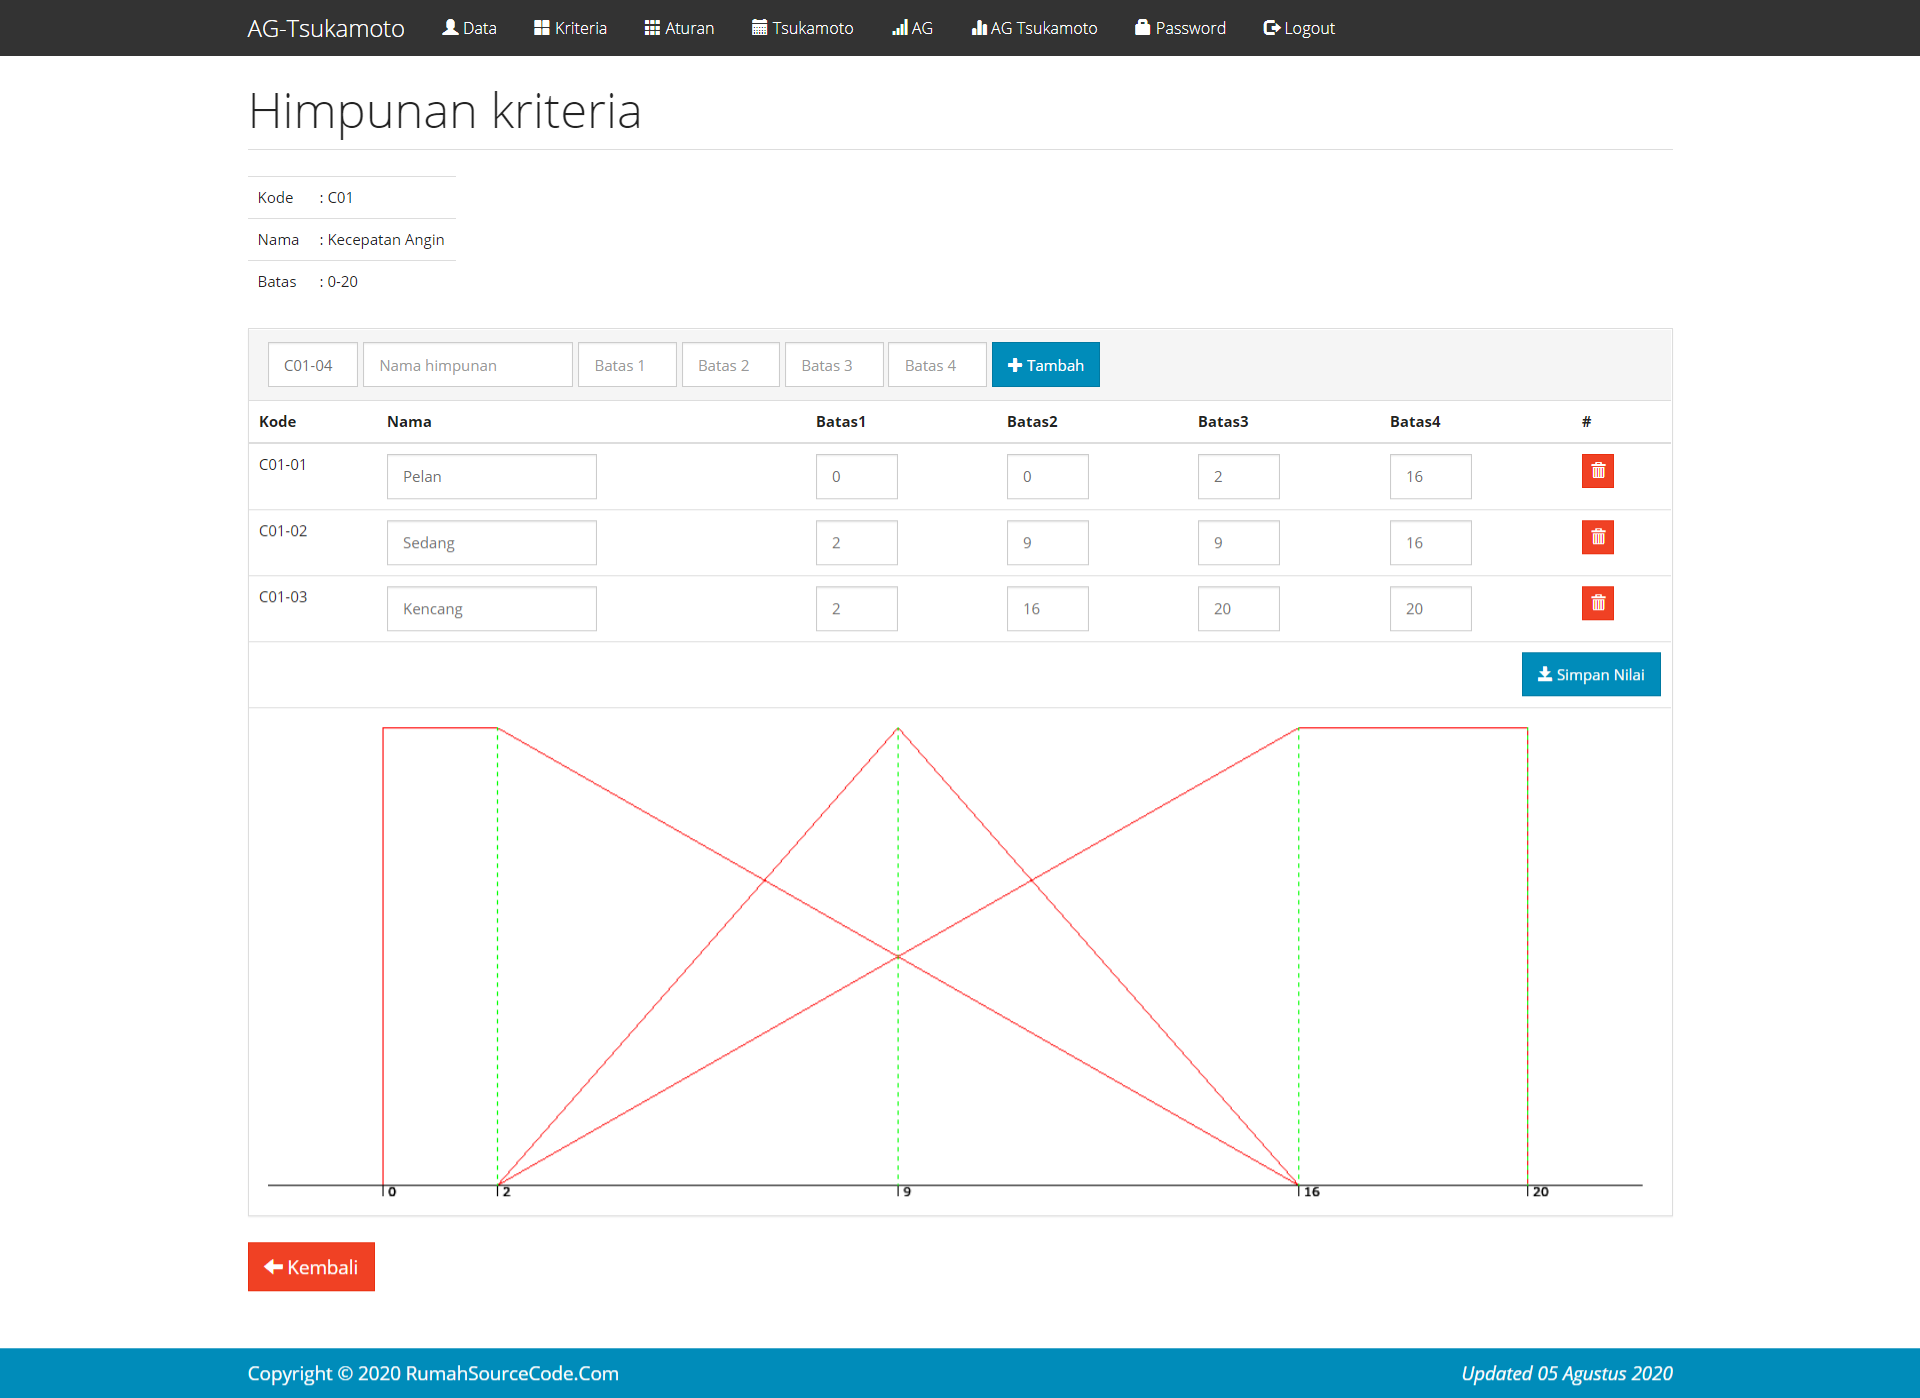 AG-Tsukamoto Data Kriteria Aturan Tsukamoto AG AG Tsukamoto Password Logout
Himpunan kriteria
Kode : C01
Nama : Kecepatan Angin
Batas : 0-20
C01-04 Nama himpunan Batas 1 Batas 2 Batas 3 Batas 4 Tambah
Kode Nama Batas1 Batas2 Batas3 Batas4 #
C01-01 Pelan 0 0 2 16
C01-02 Sedang 2 9 9 16
C01-03 Kencang 2 16 20 20
Simpan Nilai
0 2 9 16 20
Kembali
Copyright © 2020 RumahSourceCode.Com Updated 05 Agustus 2020